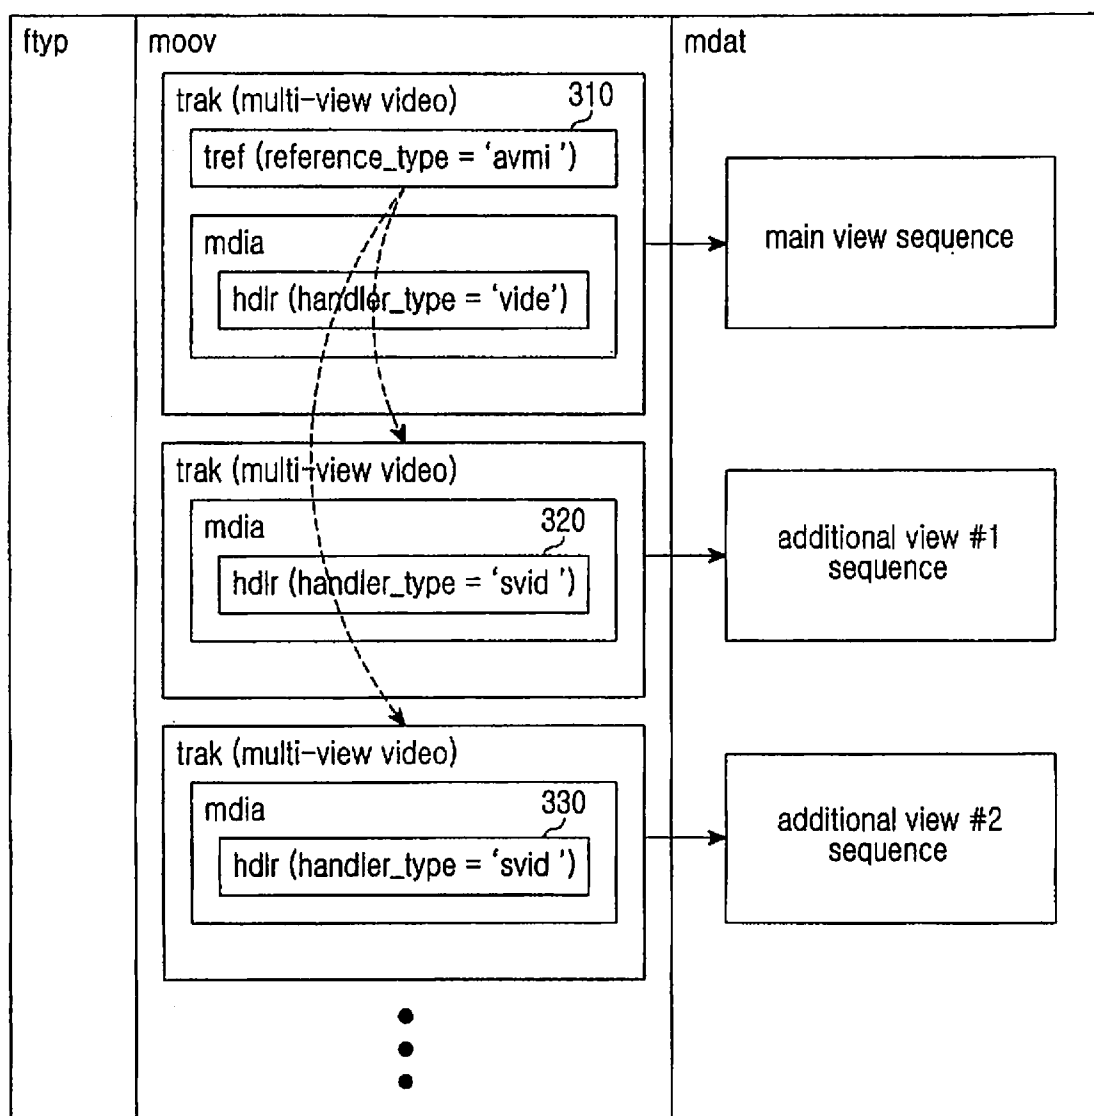 ftyp
moov
mdat
trak (multi-view video)
310
tref (reference_type = ‘avmi ’)
mdia
hdlr (handler_type = ‘vide’)
main view sequence
trak (multi-view video)
mdia
320
hdlr (handler_type = ‘svid ’)
additional view #1
sequence
trak (multi-view video)
mdia
330
hdlr (handler_type = ‘svid ’)
additional view #2
sequence